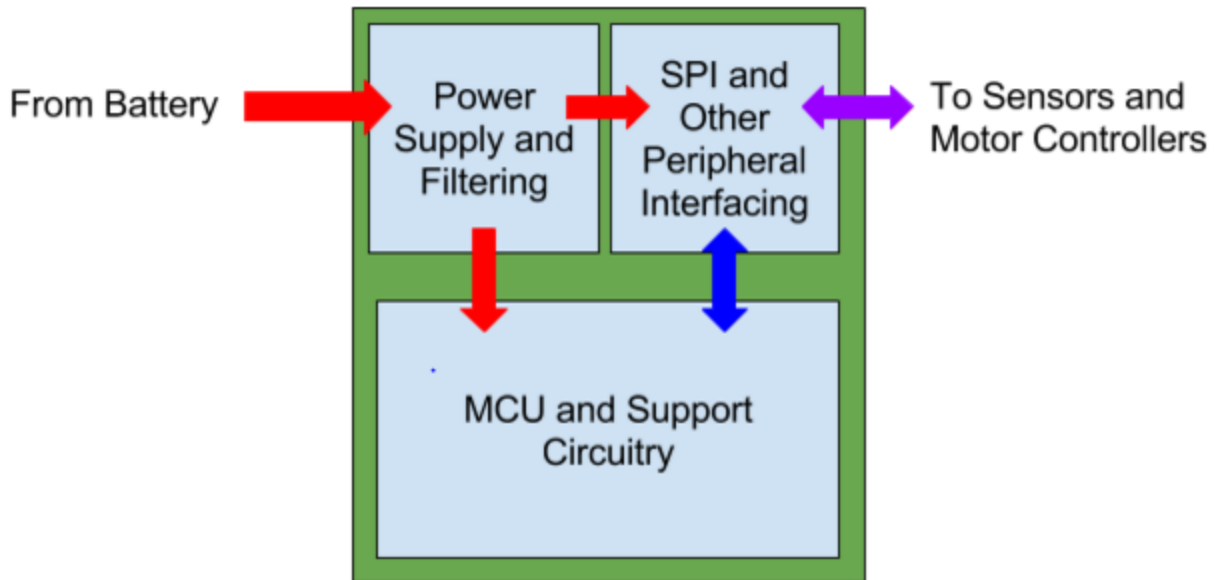 From Battery
Power
Supply and
Filtering
SPI and
Other
Peripheral
Interfacing
To Sensors and
Motor Controllers
MCU and Support
Circuitry